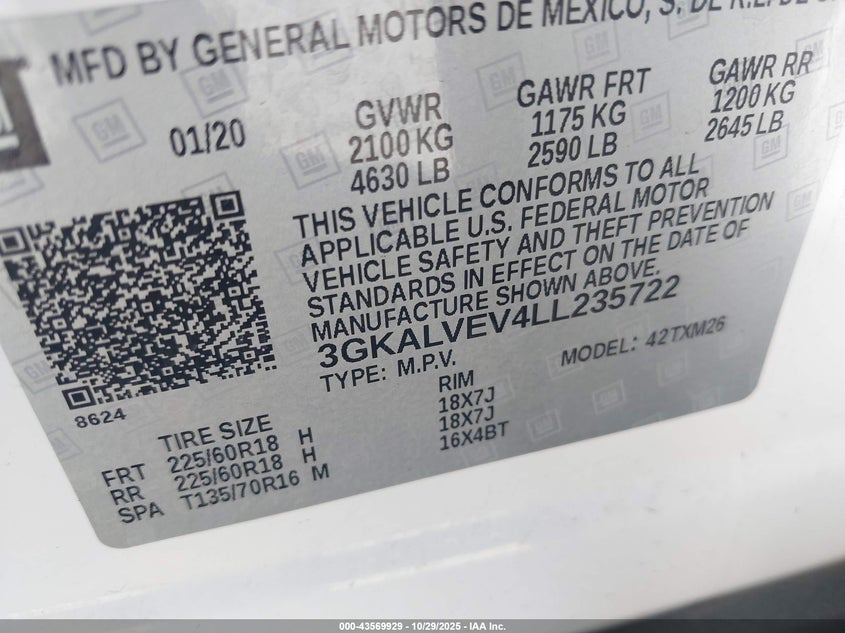 MFD BY GENERAL MOTORS DE MEXICO, S. DE R.L. DE
01/20
GVWR
2100 KG
4630 LB
GAWR FRT
1175 KG
2590 LB
GAWR RR
1200 KG
2645 LB
THIS VEHICLE CONFORMS TO ALL
APPLICABLE U.S. FEDERAL MOTOR
VEHICLE SAFETY AND THEFT PREVENTION
STANDARDS IN EFFECT ON THE DATE OF
MANUFACTURE SHOWN ABOVE.
3GKALVEV4LL235722
TYPE: M.P.V.
MODEL: 42TXM26
8624
TIRE SIZE
RIM
FRT 225/60R18 H 18X7J
RR 225/60R18 H 18X7J
SPA T135/70R16 M 16X4BT
GM
000-43569929 - 10/29/2025 - IAA Inc.